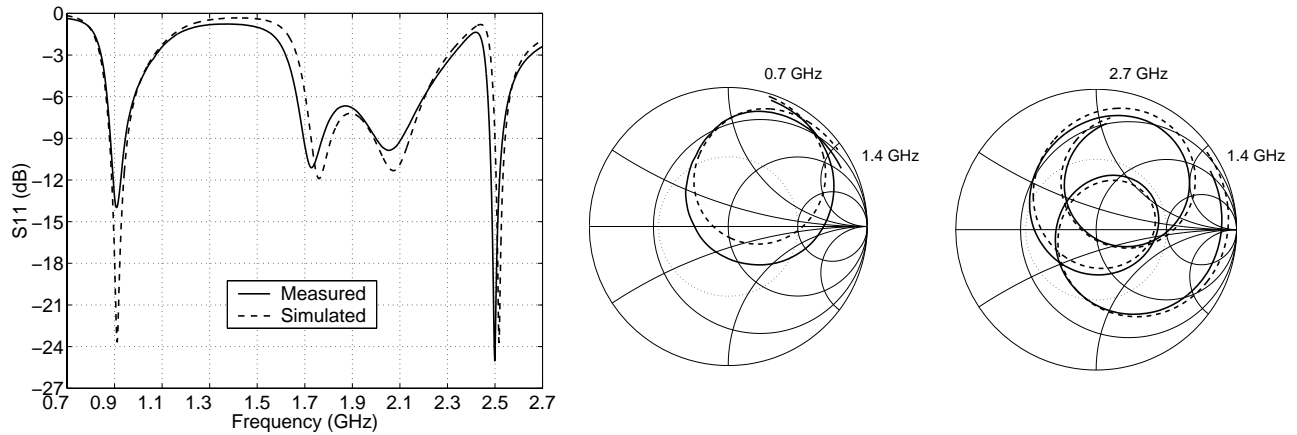 0
−3
−6
−9
−12
−15
−18
−21
−24
−27
S11 (dB)
0.7 0.9 1.1 1.3 1.5 1.7 1.9 2.1 2.3 2.5 2.7
Frequency (GHz)
Measured
Simulated
0.7 GHz
1.4 GHz
2.7 GHz
1.4 GHz